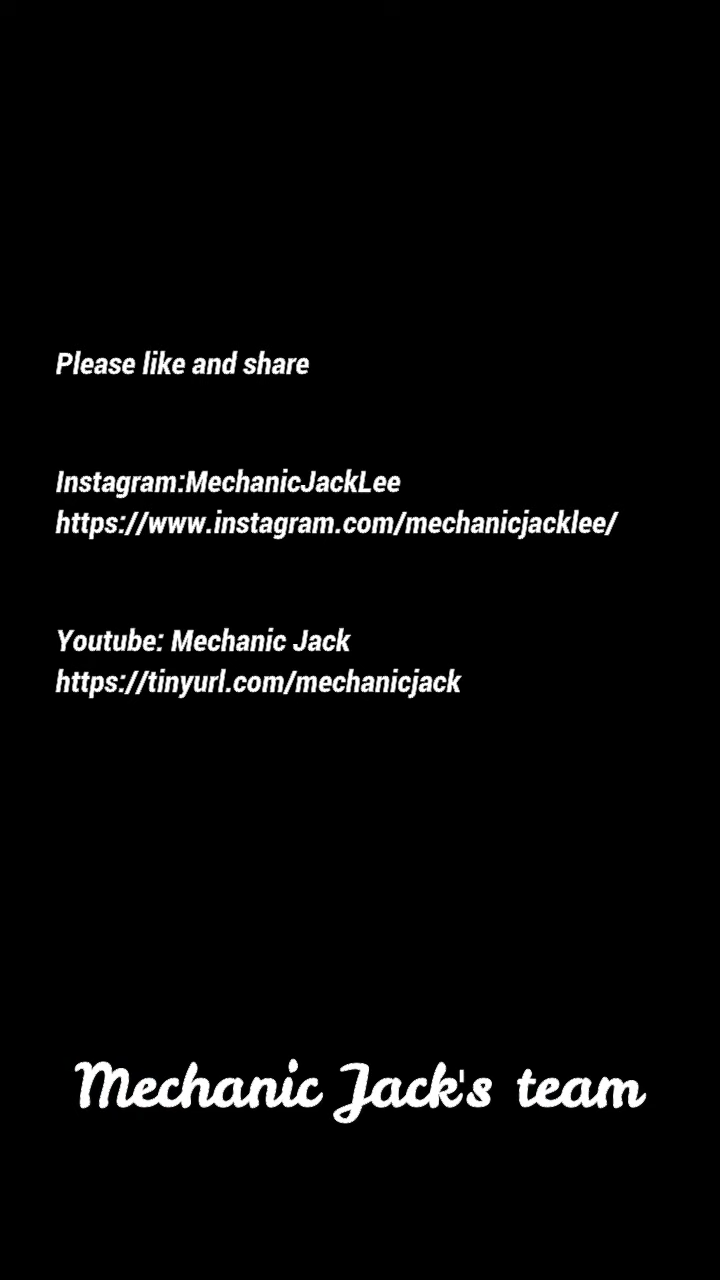 Please like and share
Instagram:MechanicJackLee
https://www.instagram.com/mechanicjacklee/
Youtube: Mechanic Jack
https://tinyurl.com/mechanicjack
Mechanic Jack's team